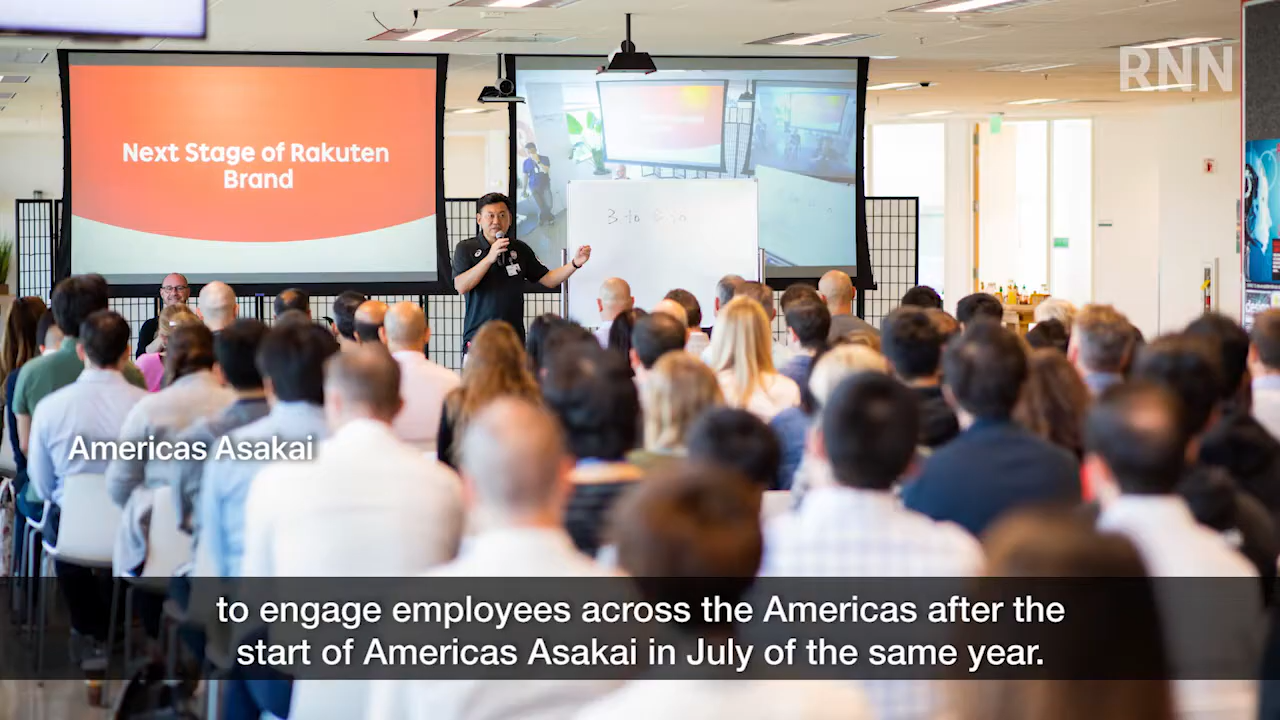 RNN
Next Stage of Rakuten
Brand
Americas Asakai
to engage employees across the Americas after the
start of Americas Asakai in July of the same year.